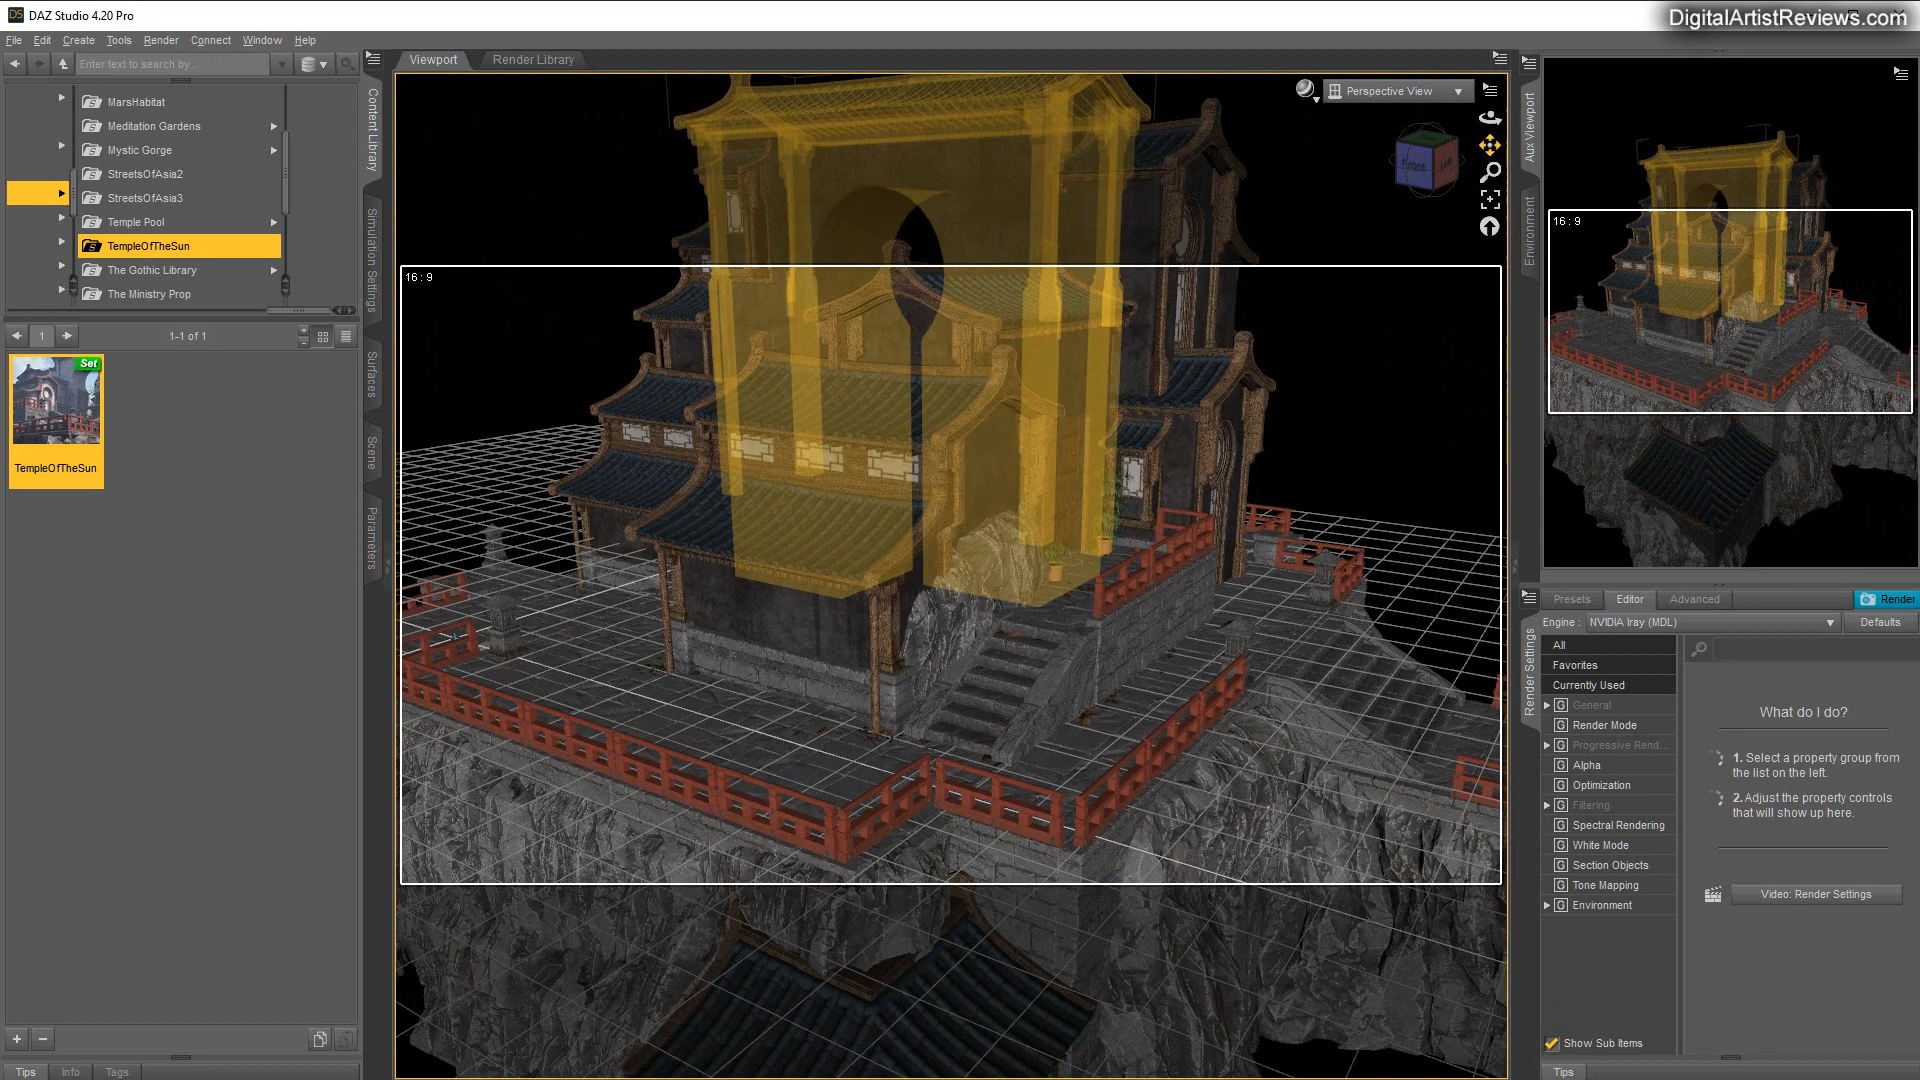 DS DAZ Studio 4.20 Pro
DigitalArtistReviews.com
File Edit Create Tools Render Connect Window Help
Enter text to search by...
Viewport
Render Library
Content Library
Simulation Settings
Surfaces
Scene
Parameters
MarsHabitat
Meditation Gardens
Mystic Gorge
StreetsOfAsia2
StreetsOfAsia3
Temple Pool
TempleOfTheSun
The Gothic Library
The Ministry Prop
1
1-1 of 1
Set
TempleOfTheSun
Tips Info Tags
Perspective View
Left
16 : 9
Aux Viewport
Environment
16 : 9
Presets Editor Advanced
Render
Engine : NVIDIA Iray (MDL)
Defaults
Render Settings
All
Favorites
Currently Used
G General
G Render Mode
G Progressive Rend...
G Alpha
G Optimization
G Filtering
G Spectral Rendering
G White Mode
G Section Objects
G Tone Mapping
G Environment
What do I do?
1. Select a property group from
the list on the left.
2. Adjust the property controls
that will show up here.
Video: Render Settings
Show Sub Items
Tips